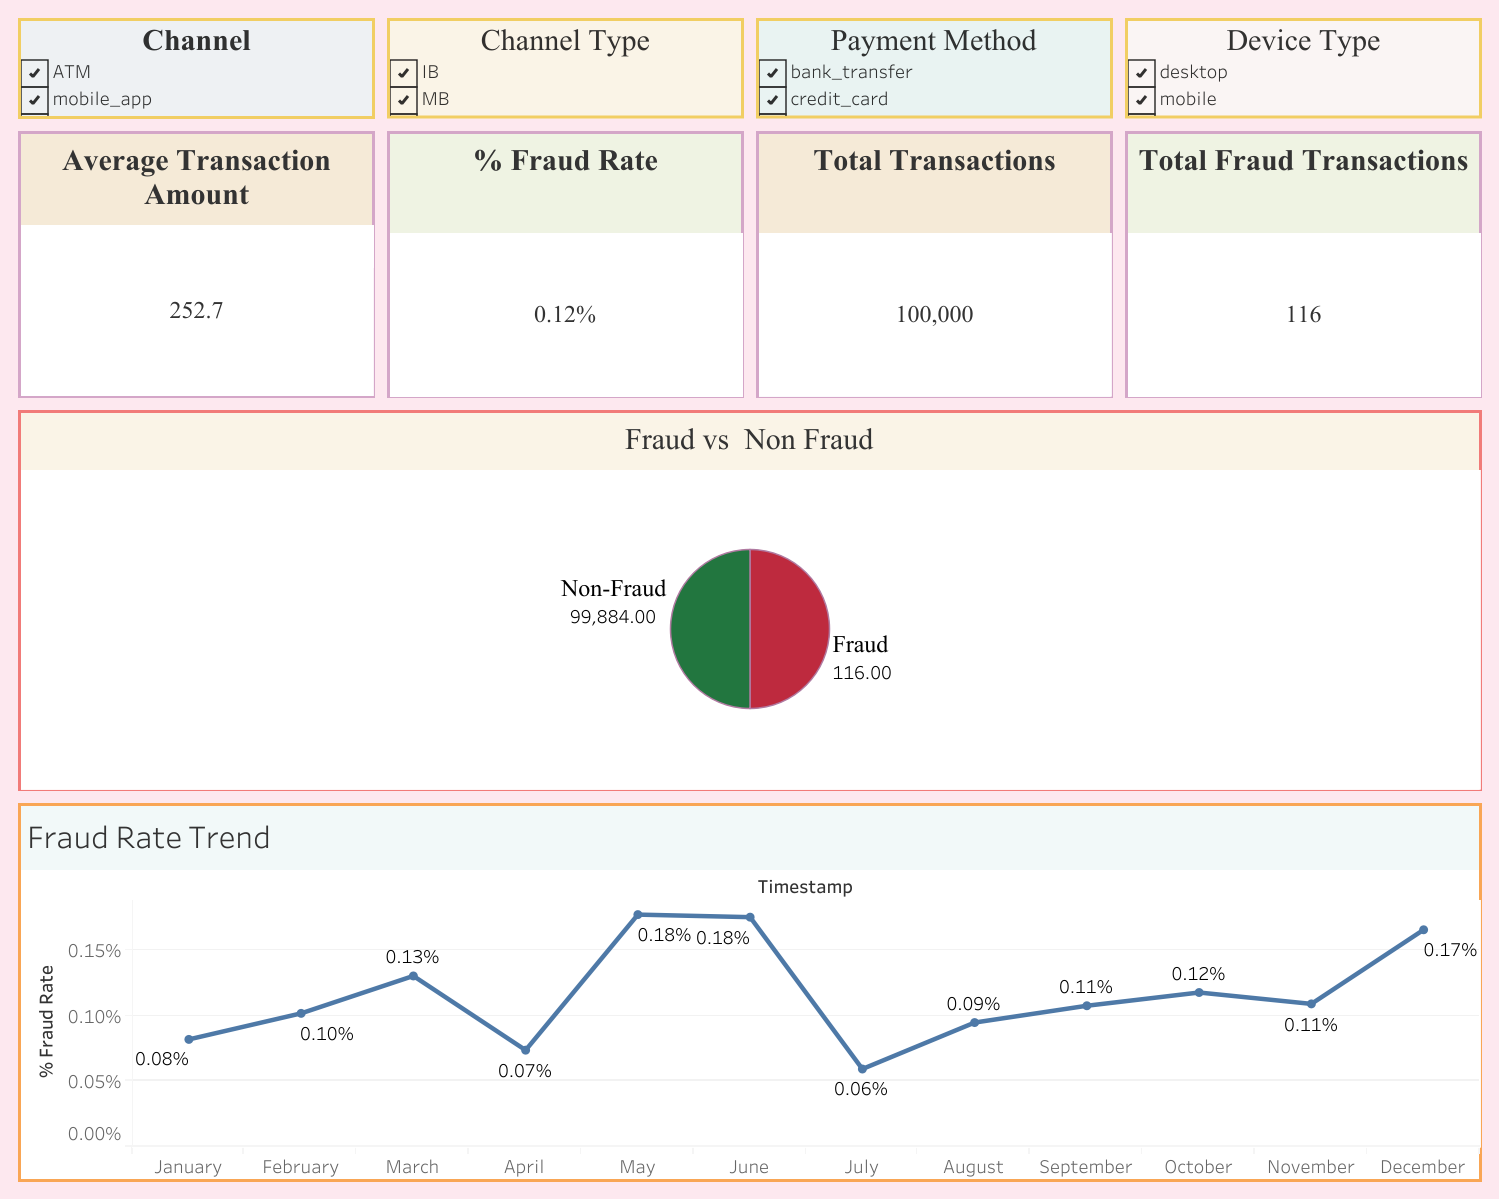 Channel
ATM
mobile_app
Channel Type
IB
MB
Payment Method
bank_transfer
credit_card
Device Type
desktop
mobile
Average Transaction
Amount
252.7
% Fraud Rate
0.12%
Total Transactions
100,000
Total Fraud Transactions
116
Fraud vs  Non Fraud
Non-Fraud
99,884.00
Fraud
116.00
Fraud Rate Trend
Timestamp
% Fraud Rate
0.15%
0.10%
0.05%
0.00%
0.08%
0.10%
0.13%
0.07%
0.18%
0.18%
0.06%
0.09%
0.11%
0.12%
0.11%
0.17%
January
February
March
April
May
June
July
August
September
October
November
December